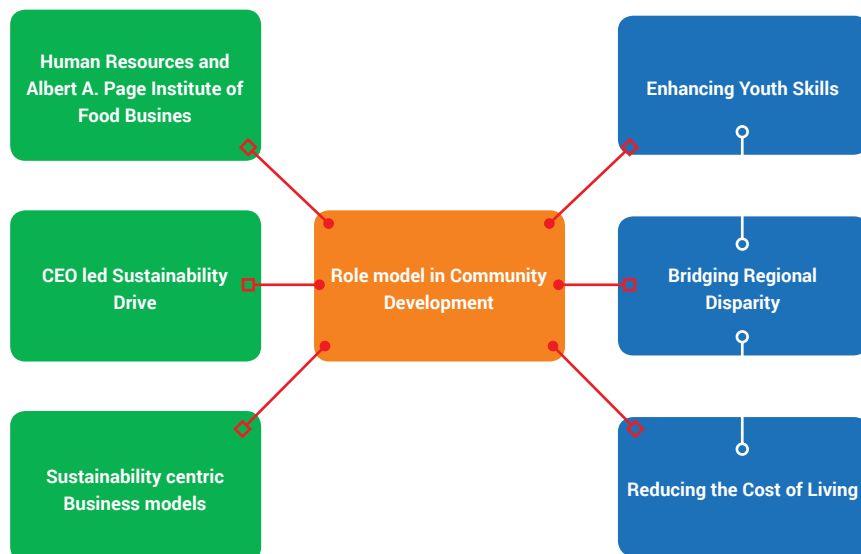 Human Resources and
Albert A. Page Institute of
Food Busines
CEO led Sustainability
Drive
Sustainability centric
Business models
Role model in Community
Development
Enhancing Youth Skills
Bridging Regional
Disparity
Reducing the Cost of Living